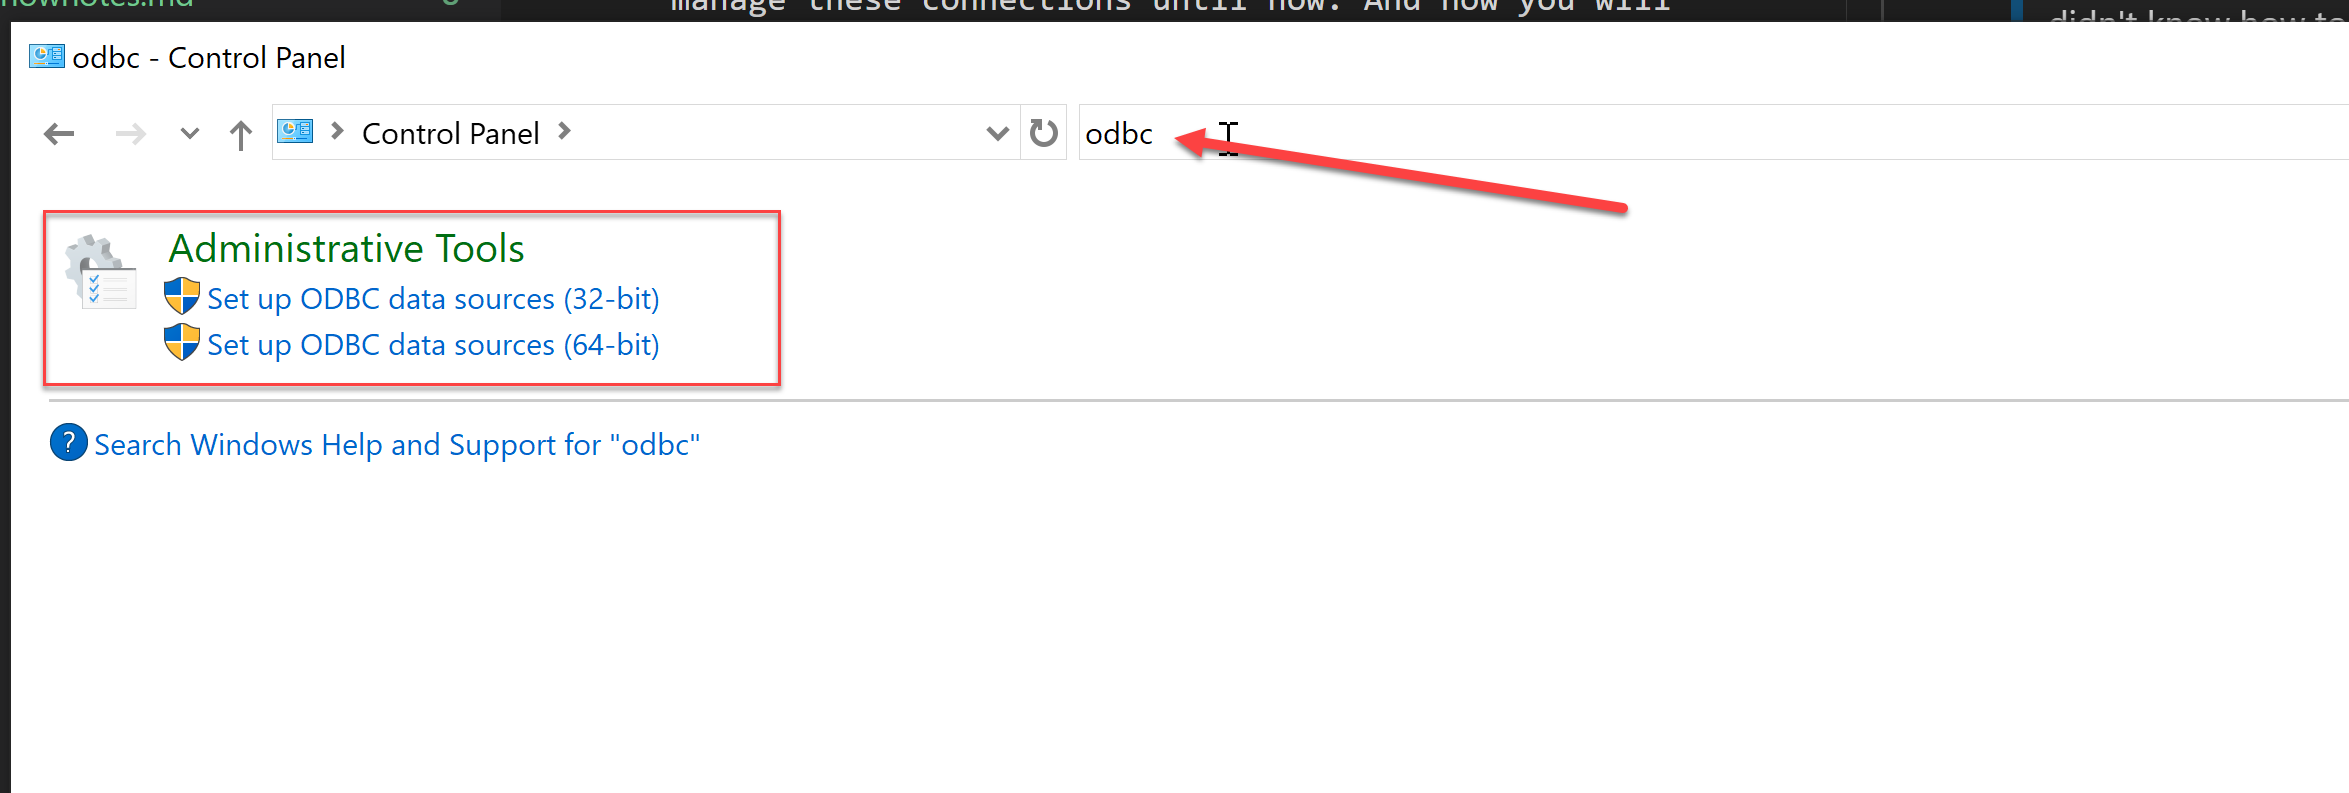 manage these connections until now. And now you will
didn't know how to
odbc - Control Panel
Control Panel
odbc
Administrative Tools
Set up ODBC data sources (32-bit)
Set up ODBC data sources (64-bit)
? Search Windows Help and Support for "odbc"